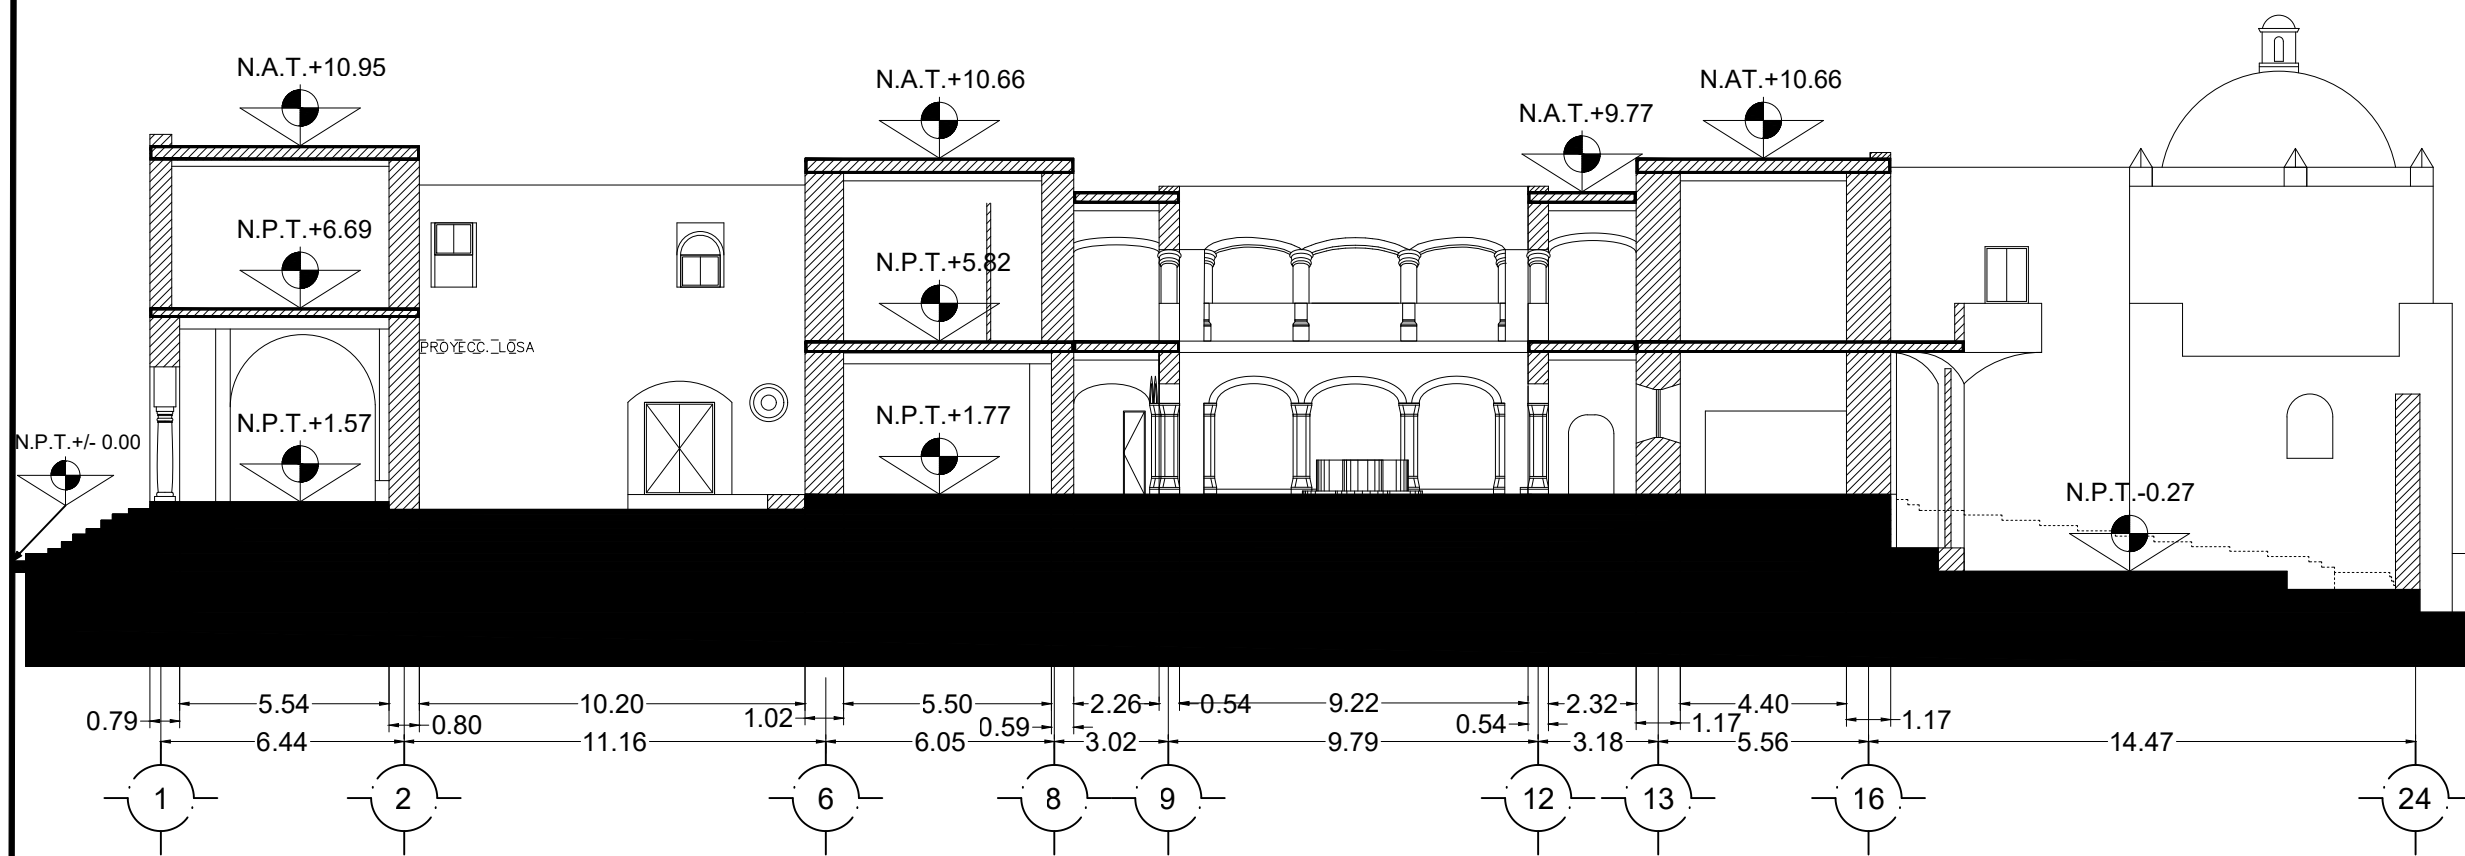 N.A.T.+10.95
N.A.T.+10.66
N.AT.+10.66
N.A.T.+9.77
N.P.T.+6.69
N.P.T.+5.82
PROYECC. LOSA
N.P.T.+1.57
N.P.T.+1.77
N.P.T.+/- 0.00
N.P.T.-0.27
5.54 10.20 5.50 2.26 0.54 9.22 2.32 4.40
0.79 0.80 1.02 0.59 0.54 1.17 1.17
6.44 11.16 6.05 3.02 9.79 3.18 5.56 14.47
1 2 6 8 9 12 13 16 24